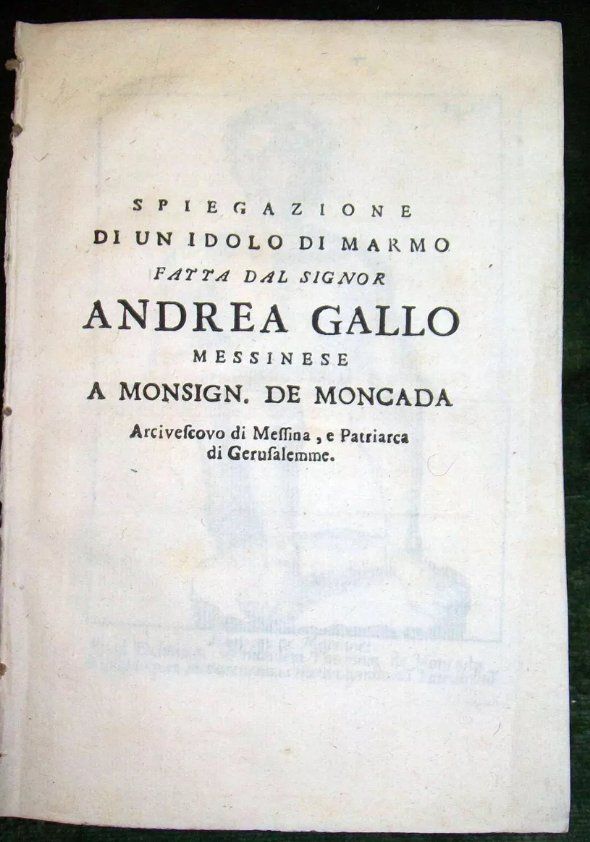 SPIEGAZIONE
DI UN IDOLO DI MARMO
FATTA DAL SIGNOR
ANDREA GALLO
MESSINESE
A MONSIGN. DE MONCADA
Arciveſcovo di Meſſina, e Patriarca
di Geruſalemme.